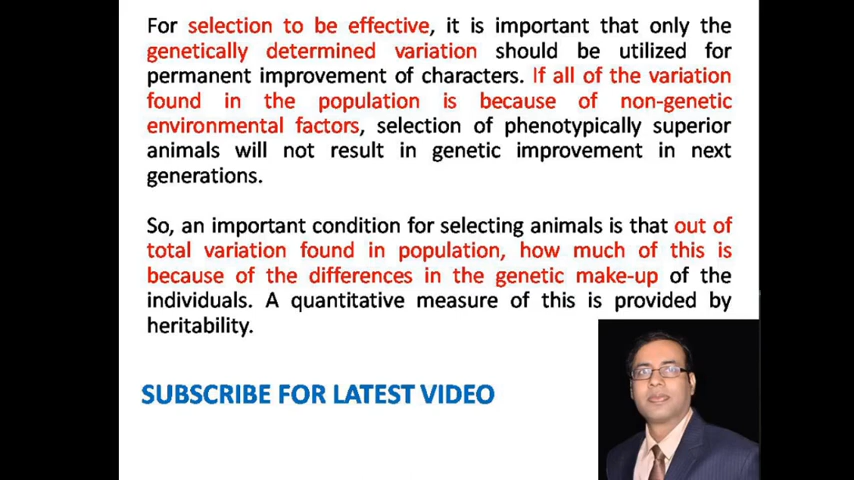 For selection to be effective, it is important that only the
genetically determined variation should be utilized for
permanent improvement of characters. If all of the variation
found in the population is because of non-genetic
environmental factors, selection of phenotypically superior
animals will not result in genetic improvement in next
generations.
So, an important condition for selecting animals is that out of
total variation found in population, how much of this is
because of the differences in the genetic make-up of the
individuals. A quantitative measure of this is provided by
heritability.
SUBSCRIBE FOR LATEST VIDEO